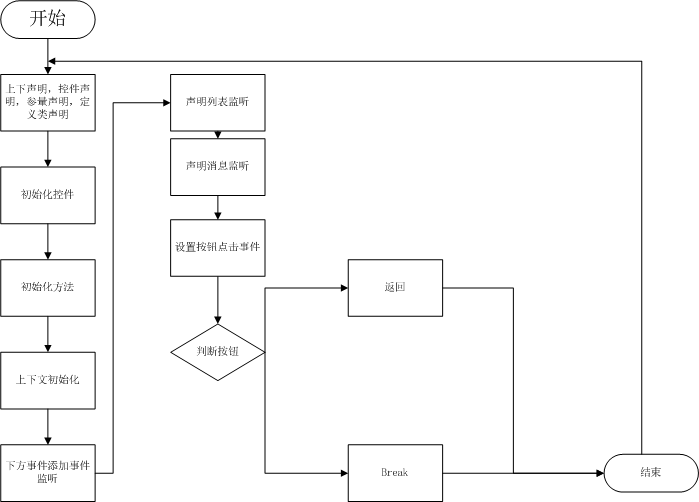 开始
上下声明，控件声
明，参量声明，定
义类声明
初始化控件
初始化方法
上下文初始化
下方事件添加事件
监听
声明列表监听
声明消息监听
设置按钮点击事件
判断按钮
返回
Break
结束